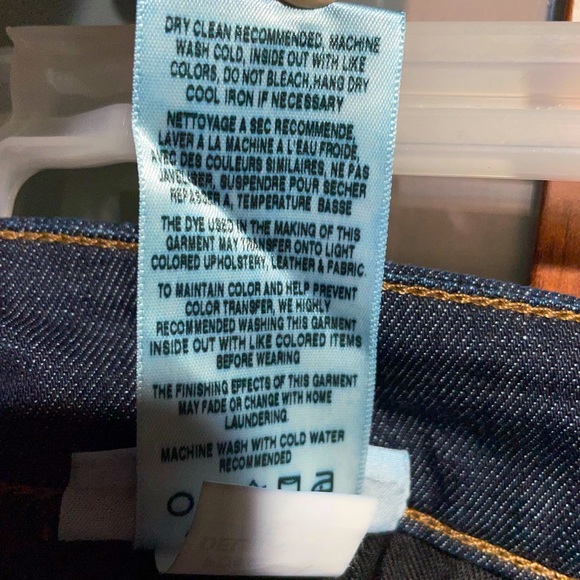 DRY CLEAN RECOMMENDED, MACHINE
WASH COLD, INSIDE OUT WITH LIKE
COLORS, DO NOT BLEACH, HANG DRY
COOL IRON IF NECESSARY
NETTOYAGE A SEC RECOMMENDE,
LAVER A LA MACHINE A L'EAU FROIDE,
AVEC DES COULEURS SIMILAIRES, NE PAS
SUSPENDRE POUR SECHER
A, TEMPERATURE BASSE
THE DYE USED IN THE MAKING OF THIS
GARMENT MAY TRANSFER ONTO LIGHT
COLORED UPHOLSTERY, LEATHER & FABRIC.
TO MAINTAIN COLOR AND HELP PREVENT
COLOR TRANSFER, WE HIGHLY
RECOMMENDED WASHING THIS GARMENT
INSIDE OUT WITH LIKE COLORED ITEMS
BEFORE WEARING
THE FINISHING EFFECTS OF THIS GARMENT
MAY FADE OR CHANGE WITH HOME
LAUNDERING.
MACHINE WASH WITH COLD WATER
RECOMMENDED